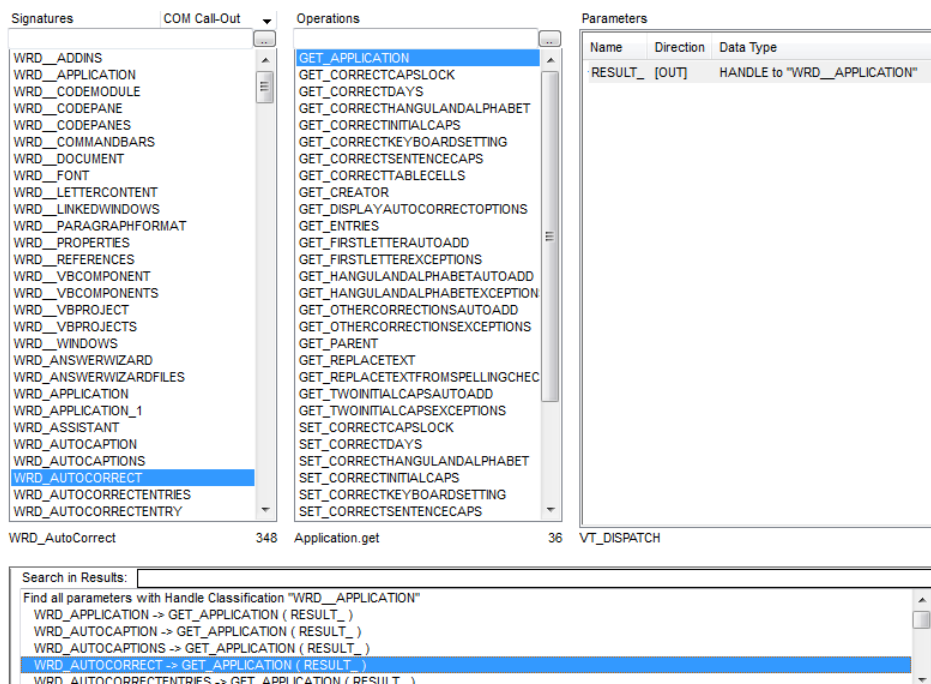 Signatures COM Call-Out
..
WRD__ADDINS
WRD__APPLICATION
WRD__CODEMODULE
WRD__CODEPANE
WRD__CODEPANES
WRD__COMMANDBARS
WRD__DOCUMENT
WRD__FONT
WRD__LETTERCONTENT
WRD__LINKEDWINDOWS
WRD__PARAGRAPHFORMAT
WRD__PROPERTIES
WRD__REFERENCES
WRD__VBCOMPONENT
WRD__VBCOMPONENTS
WRD__VBPROJECT
WRD__VBPROJECTS
WRD__WINDOWS
WRD_ANSWERWIZARD
WRD_ANSWERWIZARDFILES
WRD_APPLICATION
WRD_APPLICATION_1
WRD_ASSISTANT
WRD_AUTOCAPTION
WRD_AUTOCAPTIONS
WRD_AUTOCORRECT
WRD_AUTOCORRECTENTRIES
WRD_AUTOCORRECTENTRY
WRD_AutoCorrect 348
Operations
..
GET_APPLICATION
GET_CORRECTCAPSLOCK
GET_CORRECTDAYS
GET_CORRECTHANGULANDALPHABET
GET_CORRECTINITIALCAPS
GET_CORRECTKEYBOARDSETTING
GET_CORRECTSENTENCECAPS
GET_CORRECTTABLECELLS
GET_CREATOR
GET_DISPLAYAUTOCORRECTOPTIONS
GET_ENTRIES
GET_FIRSTLETTERAUTOADD
GET_FIRSTLETTEREXCEPTIONS
GET_HANGULANDALPHABETAUTOADD
GET_HANGULANDALPHABETEXCEPTION
GET_OTHERCORRECTIONSAUTOADD
GET_OTHERCORRECTIONSEXCEPTIONS
GET_PARENT
GET_REPLACETEXT
GET_REPLACETEXTFROMSPELLINGCHEC
GET_TWOINITIALCAPSAUTOADD
GET_TWOINITIALCAPSEXCEPTIONS
SET_CORRECTCAPSLOCK
SET_CORRECTDAYS
SET_CORRECTHANGULANDALPHABET
SET_CORRECTINITIALCAPS
SET_CORRECTKEYBOARDSETTING
SET_CORRECTSENTENCECAPS
Application.get 36
Parameters
Name Direction Data Type
RESULT_ [OUT] HANDLE to "WRD__APPLICATION"
VT_DISPATCH
Search in Results:
Find all parameters with Handle Classification "WRD__APPLICATION"
WRD_APPLICATION -> GET_APPLICATION ( RESULT_ )
WRD_AUTOCAPTION -> GET_APPLICATION ( RESULT_ )
WRD_AUTOCAPTIONS -> GET_APPLICATION ( RESULT_ )
WRD_AUTOCORRECT -> GET_APPLICATION ( RESULT_ )
WRD_AUTOCORRECTENTRIES -> GET_APPLICATION ( RESULT_ )